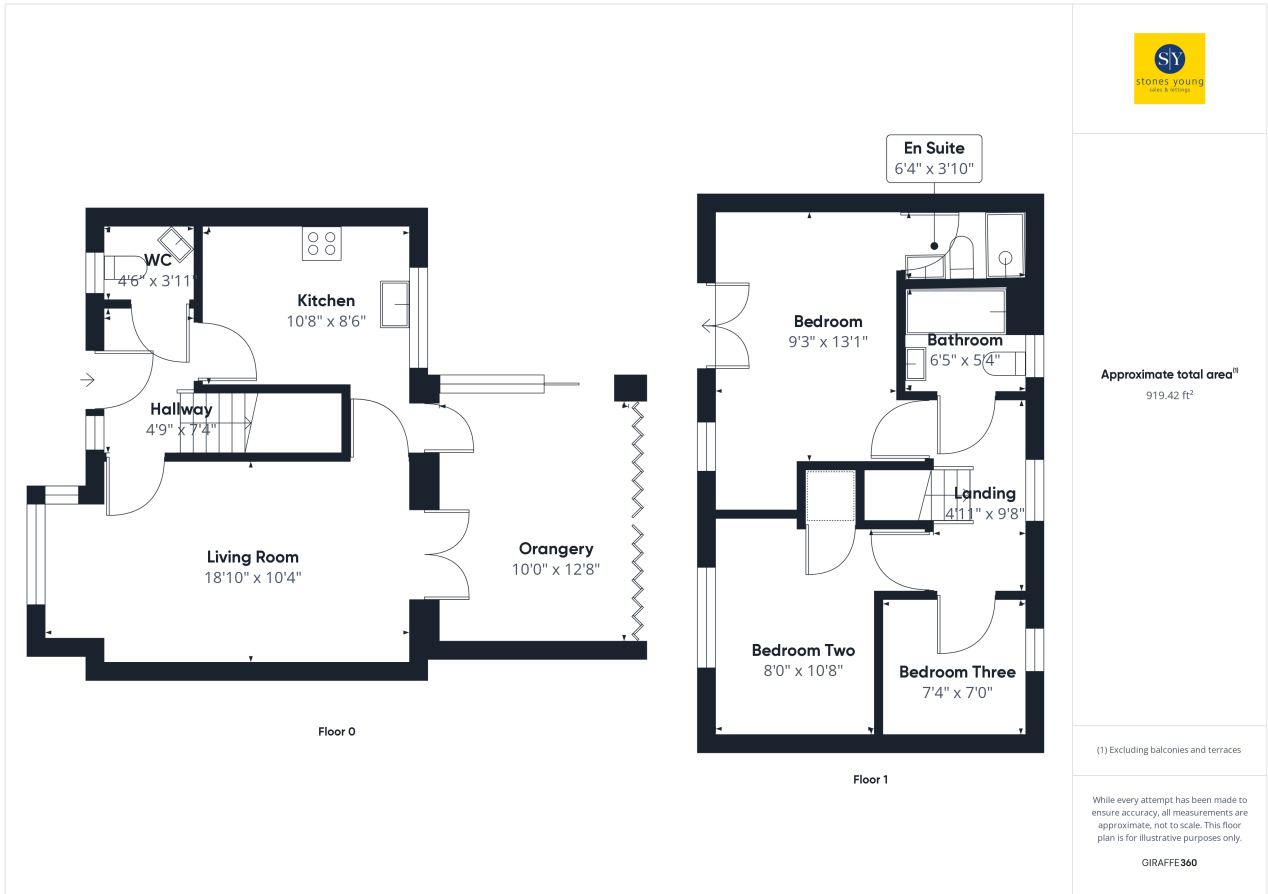 WC
4'6" x 3'11"
Kitchen
10'8" x 8'6"
Hallway
4'9" x 7'4"
Living Room
18'10" x 10'4"
Orangery
10'0" x 12'8"
Floor 0
En Suite
6'4" x 3'10"
Bedroom
9'3" x 13'1"
Bathroom
6'5" x 5'4"
Landing
4'11" x 9'8"
Bedroom Two
8'0" x 10'8"
Bedroom Three
7'4" x 7'0"
Floor 1
S|Y
stones young
sales & lettings
Approximate total area(1)
919.42 ft²
(1) Excluding balconies and terraces
While every attempt has been made to
ensure accuracy, all measurements are
approximate, not to scale. This floor
plan is for illustrative purposes only.
GIRAFFE360